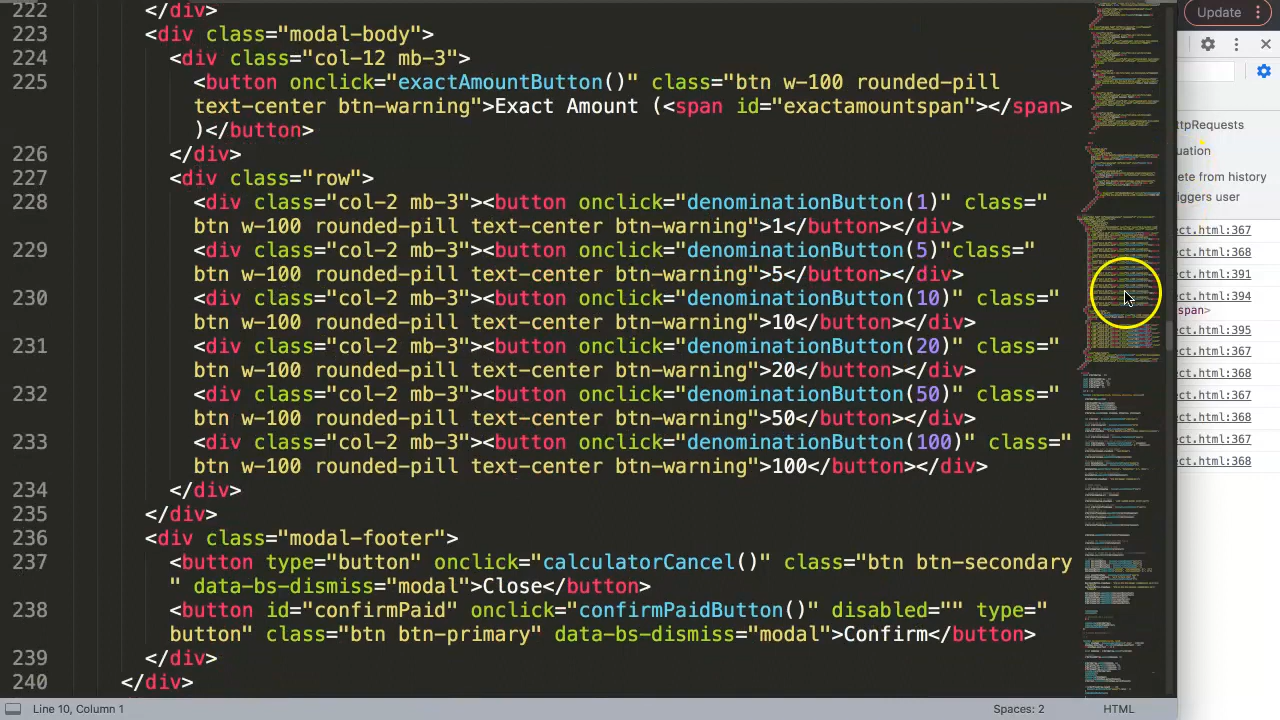 222 </div>
223 <div class="modal-body">
224 <div class="col-12 mb-3">
225 <button onclick="exactAmountButton()" class="btn w-100 rounded-pill
text-center btn-warning">Exact Amount (<span id="exactamountspan"></span>
)</button>
226 </div>
227 <div class="row">
228 <div class="col-2 mb-3"><button onclick="denominationButton(1)" class="
btn w-100 rounded-pill text-center btn-warning">1</button></div>
229 <div class="col-2 mb-3"><button onclick="denominationButton(5)"class="
btn w-100 rounded-pill text-center btn-warning">5</button></div>
230 <div class="col-2 mb-3"><button onclick="denominationButton(10)" class="
btn w-100 rounded-pill text-center btn-warning">10</button></div>
231 <div class="col-2 mb-3"><button onclick="denominationButton(20)" class="
btn w-100 rounded-pill text-center btn-warning">20</button></div>
232 <div class="col-2 mb-3"><button onclick="denominationButton(50)" class="
btn w-100 rounded-pill text-center btn-warning">50</button></div>
233 <div class="col-2 mb-3"><button onclick="denominationButton(100)" class="
btn w-100 rounded-pill text-center btn-warning">100</button></div>
234 </div>
235 </div>
236 <div class="modal-footer">
237 <button type="button" onclick="calculatorCancel()" class="btn btn-secondary
" data-bs-dismiss="modal">Close</button>
238 <button id="confirmPaid" onclick="confirmPaidButton()" disabled="" type="
button" class="btn btn-primary" data-bs-dismiss="modal">Confirm</button>
239 </div>
240 </div>
Line 10, Column 1
Spaces: 2
HTML
Update
ttpRequests
uation
ete from history
iggers user
ect.html:367
ect.html:368
ect.html:391
ect.html:394
span>
ect.html:395
ect.html:367
ect.html:368
ect.html:367
ect.html:368
ect.html:367
ect.html:368